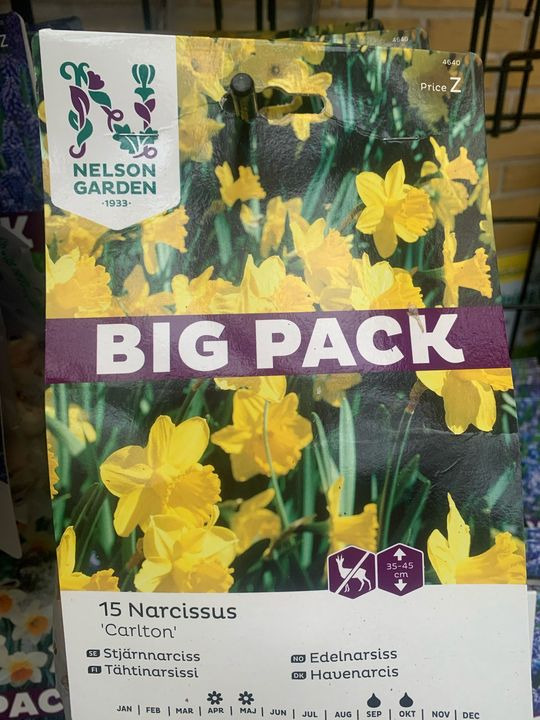 4640
Price Z
NELSON
GARDEN
·1933·
BIG PACK
35-45
cm
15 Narcissus
'Carlton'
SE Stjärnnarciss
NO Edelnarsiss
FI Tähtinarsissi
DK Havenarcis
JAN | FEB | MAR | APR | MAJ | JUN | JUL | AUG | SEP | OKT | NOV | DEC
PAC